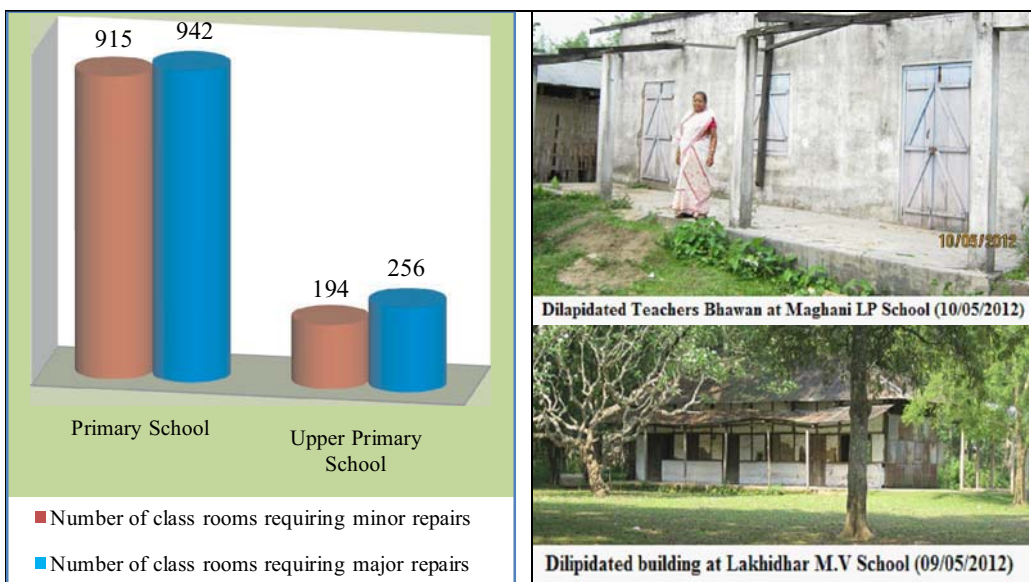 915
942
194
256
Primary School
Upper Primary
School
Number of class rooms requiring minor repairs
Number of class rooms requiring major repairs
10/05/2012
Dilapidated Teachers Bhawan at Maghani LP School (10/05/2012)
Dilipidated building at Lakhidhar M.V School (09/05/2012)